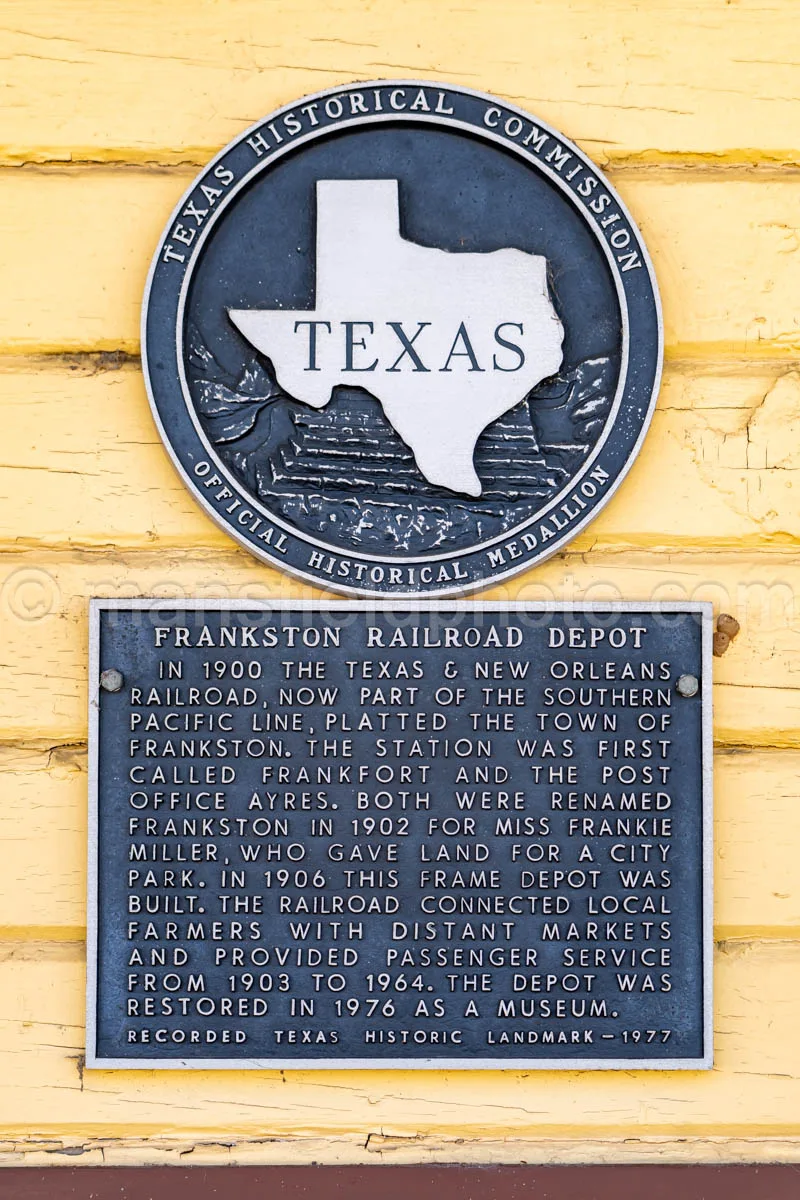 TEXAS HISTORICAL COMMISSION
TEXAS
OFFICIAL HISTORICAL MEDALLION
© mansfieldphoto.com
FRANKSTON RAILROAD DEPOT
IN 1900 THE TEXAS & NEW ORLEANS
RAILROAD, NOW PART OF THE SOUTHERN
PACIFIC LINE, PLATTED THE TOWN OF
FRANKSTON. THE STATION WAS FIRST
CALLED FRANKFORT AND THE POST
OFFICE AYRES. BOTH WERE RENAMED
FRANKSTON IN 1902 FOR MISS FRANKIE
MILLER, WHO GAVE LAND FOR A CITY
PARK. IN 1906 THIS FRAME DEPOT WAS
BUILT. THE RAILROAD CONNECTED LOCAL
FARMERS WITH DISTANT MARKETS
AND PROVIDED PASSENGER SERVICE
FROM 1903 TO 1964. THE DEPOT WAS
RESTORED IN 1976 AS A MUSEUM.
RECORDED TEXAS HISTORIC LANDMARK – 1977